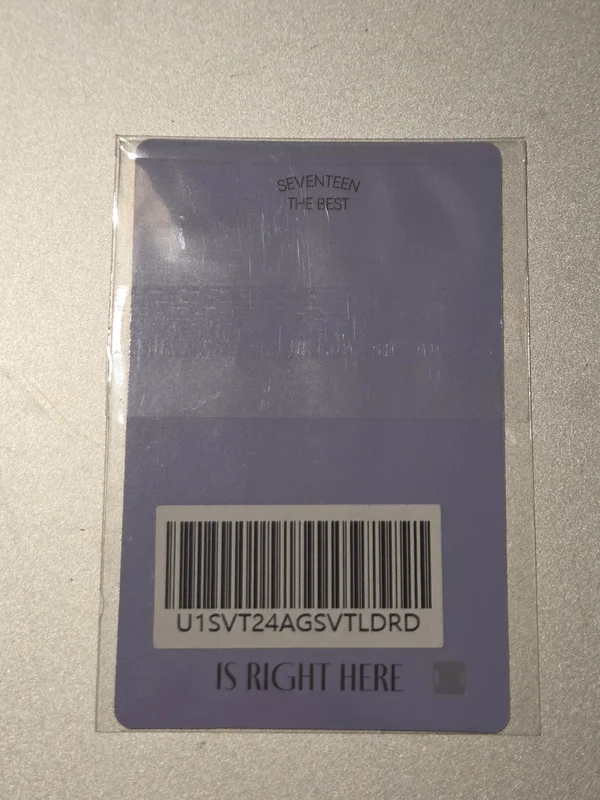 SEVENTEEN
THE BEST
U1SVT24AGSVTLDRD
IS RIGHT HERE